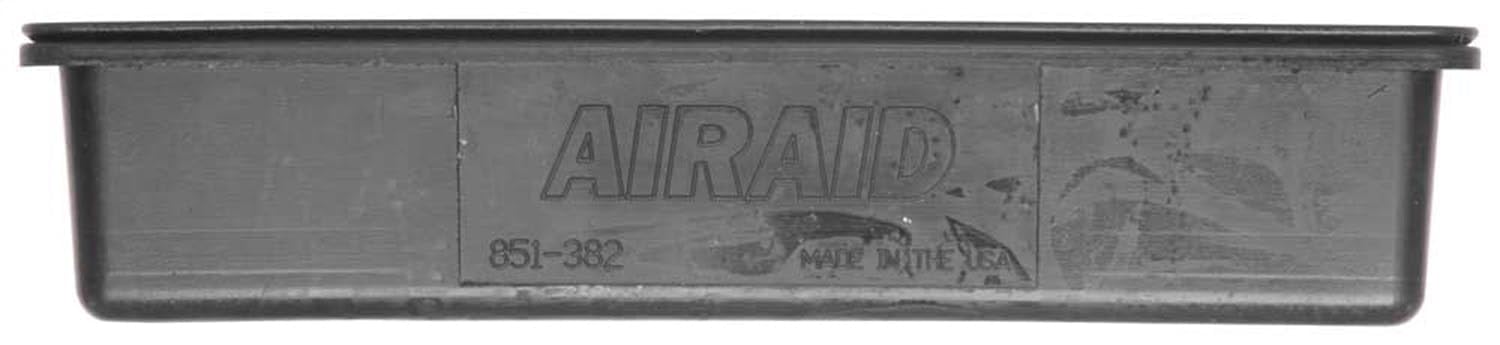 AIRAID
851-382
MADE IN THE USA